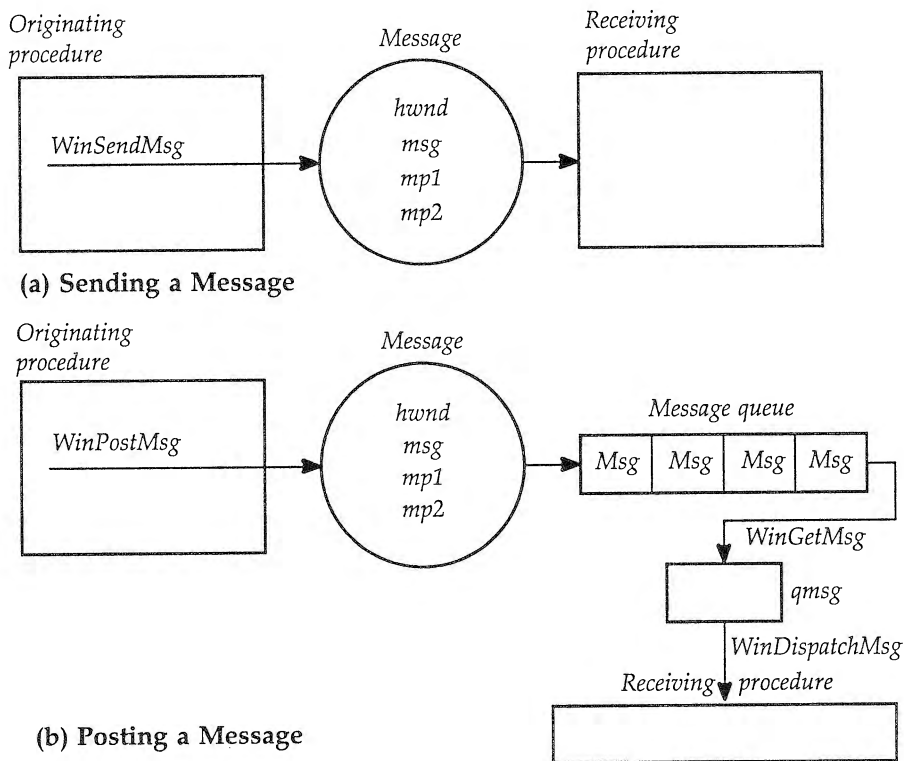 Originating
procedure
Message
Receiving
procedure
WinSendMsg
hwnd
msg
mp1
mp2
(a) Sending a Message
Originating
procedure
Message
WinPostMsg
hwnd
msg
mp1
mp2
Message queue
Msg Msg Msg Msg
WinGetMsg
qmsg
WinDispatchMsg
Receiving procedure
(b) Posting a Message